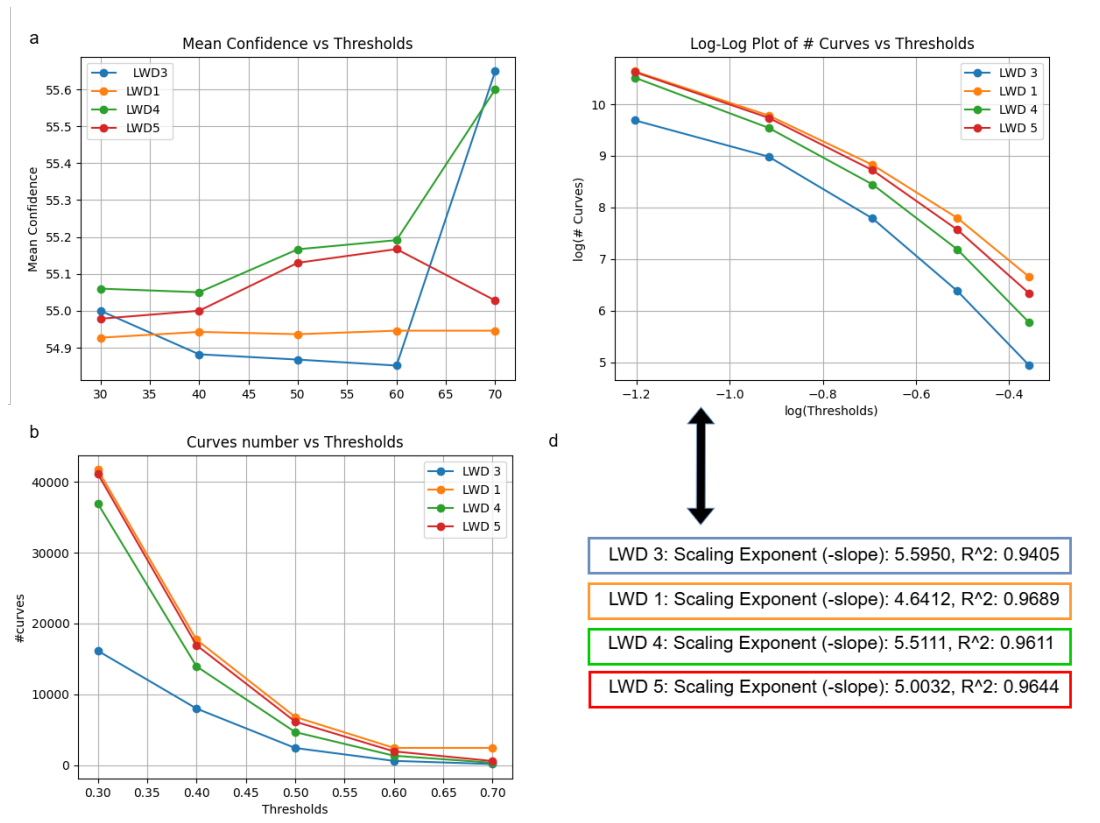 a
Mean Confidence vs Thresholds
LWD3
LWD1
LWD4
LWD5
Mean Confidence
55.6
55.5
55.4
55.3
55.2
55.1
55.0
54.9
30 35 40 45 50 55 60 65 70
Log-Log Plot of # Curves vs Thresholds
LWD 3
LWD 1
LWD 4
LWD 5
log(# Curves)
10
9
8
7
6
5
−1.2 −1.0 −0.8 −0.6 −0.4
log(Thresholds)
b
Curves number vs Thresholds
LWD 3
LWD 1
LWD 4
LWD 5
#curves
40000
30000
20000
10000
0
0.30 0.35 0.40 0.45 0.50 0.55 0.60 0.65 0.70
Thresholds
d
LWD 3: Scaling Exponent (-slope): 5.5950, R^2: 0.9405
LWD 1: Scaling Exponent (-slope): 4.6412, R^2: 0.9689
LWD 4: Scaling Exponent (-slope): 5.5111, R^2: 0.9611
LWD 5: Scaling Exponent (-slope): 5.0032, R^2: 0.9644